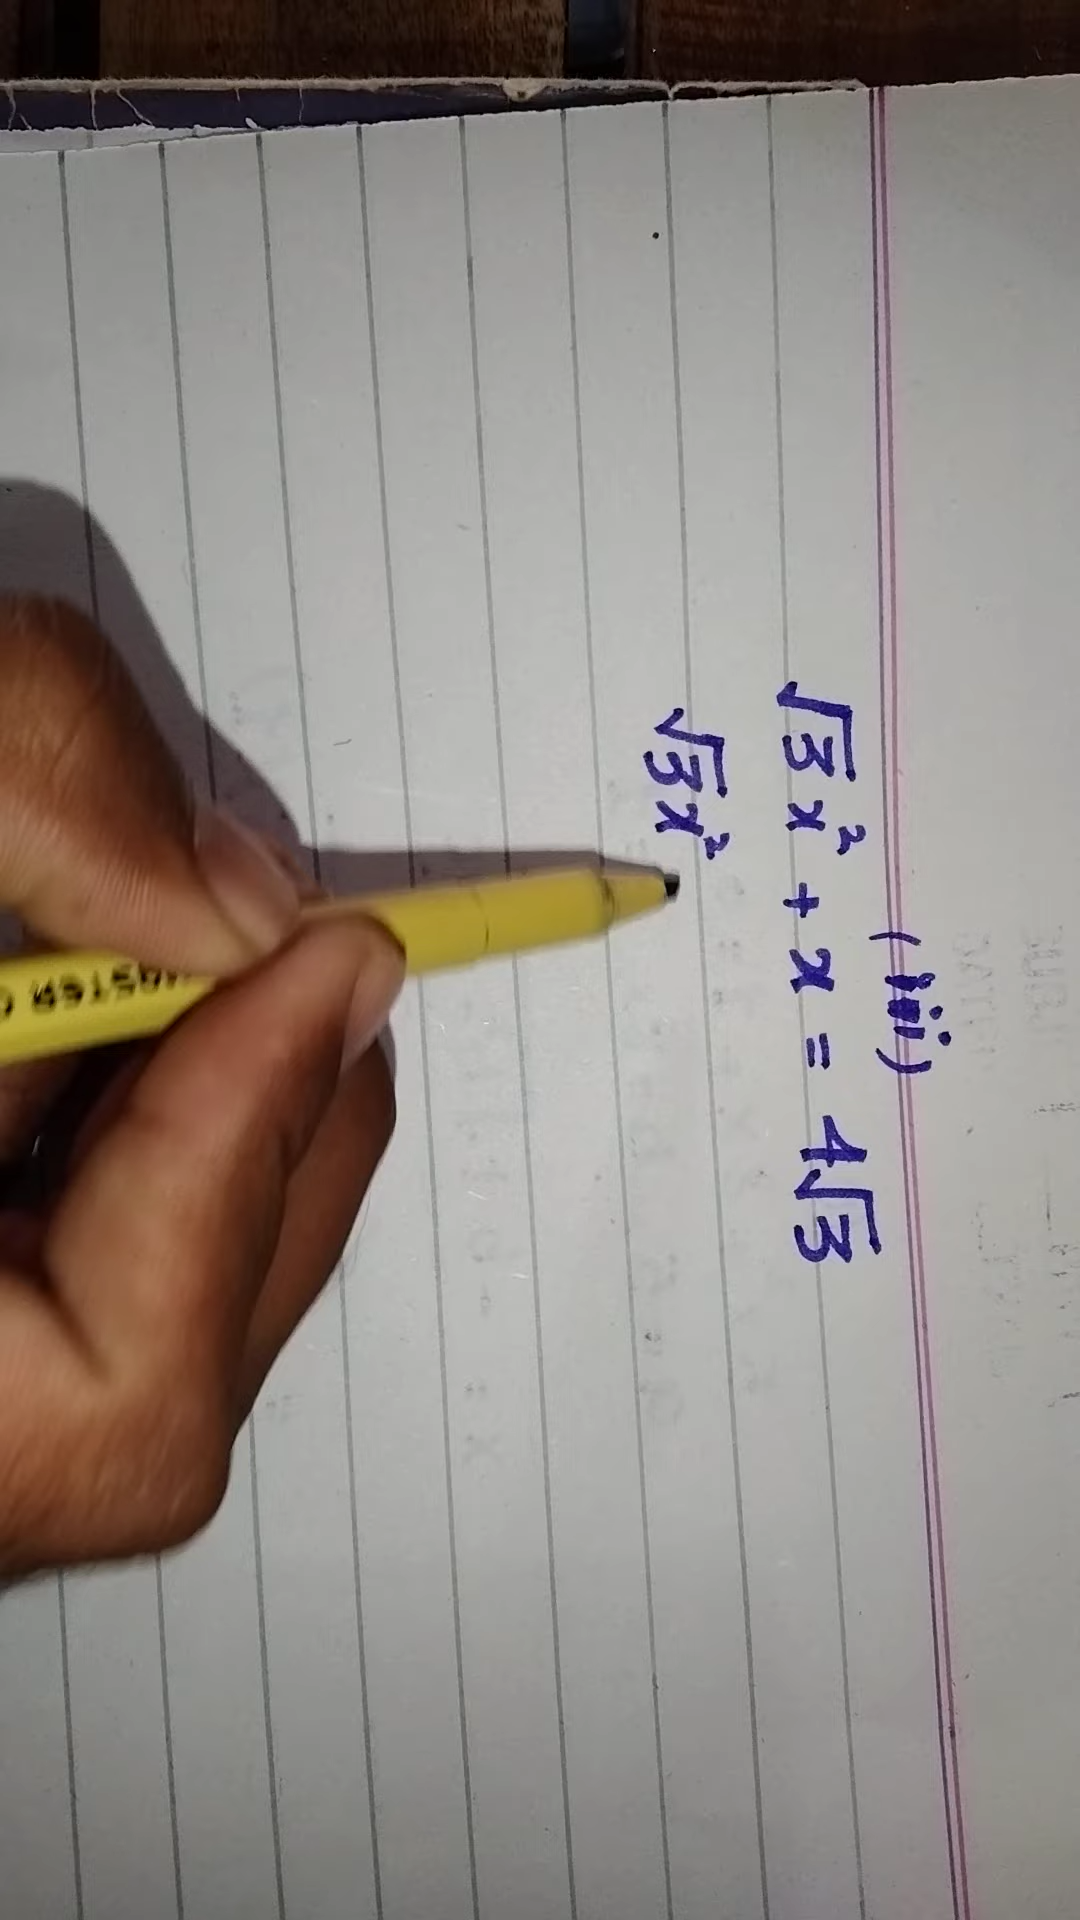 (iii)
√3x² + x = 4√3
√3x²